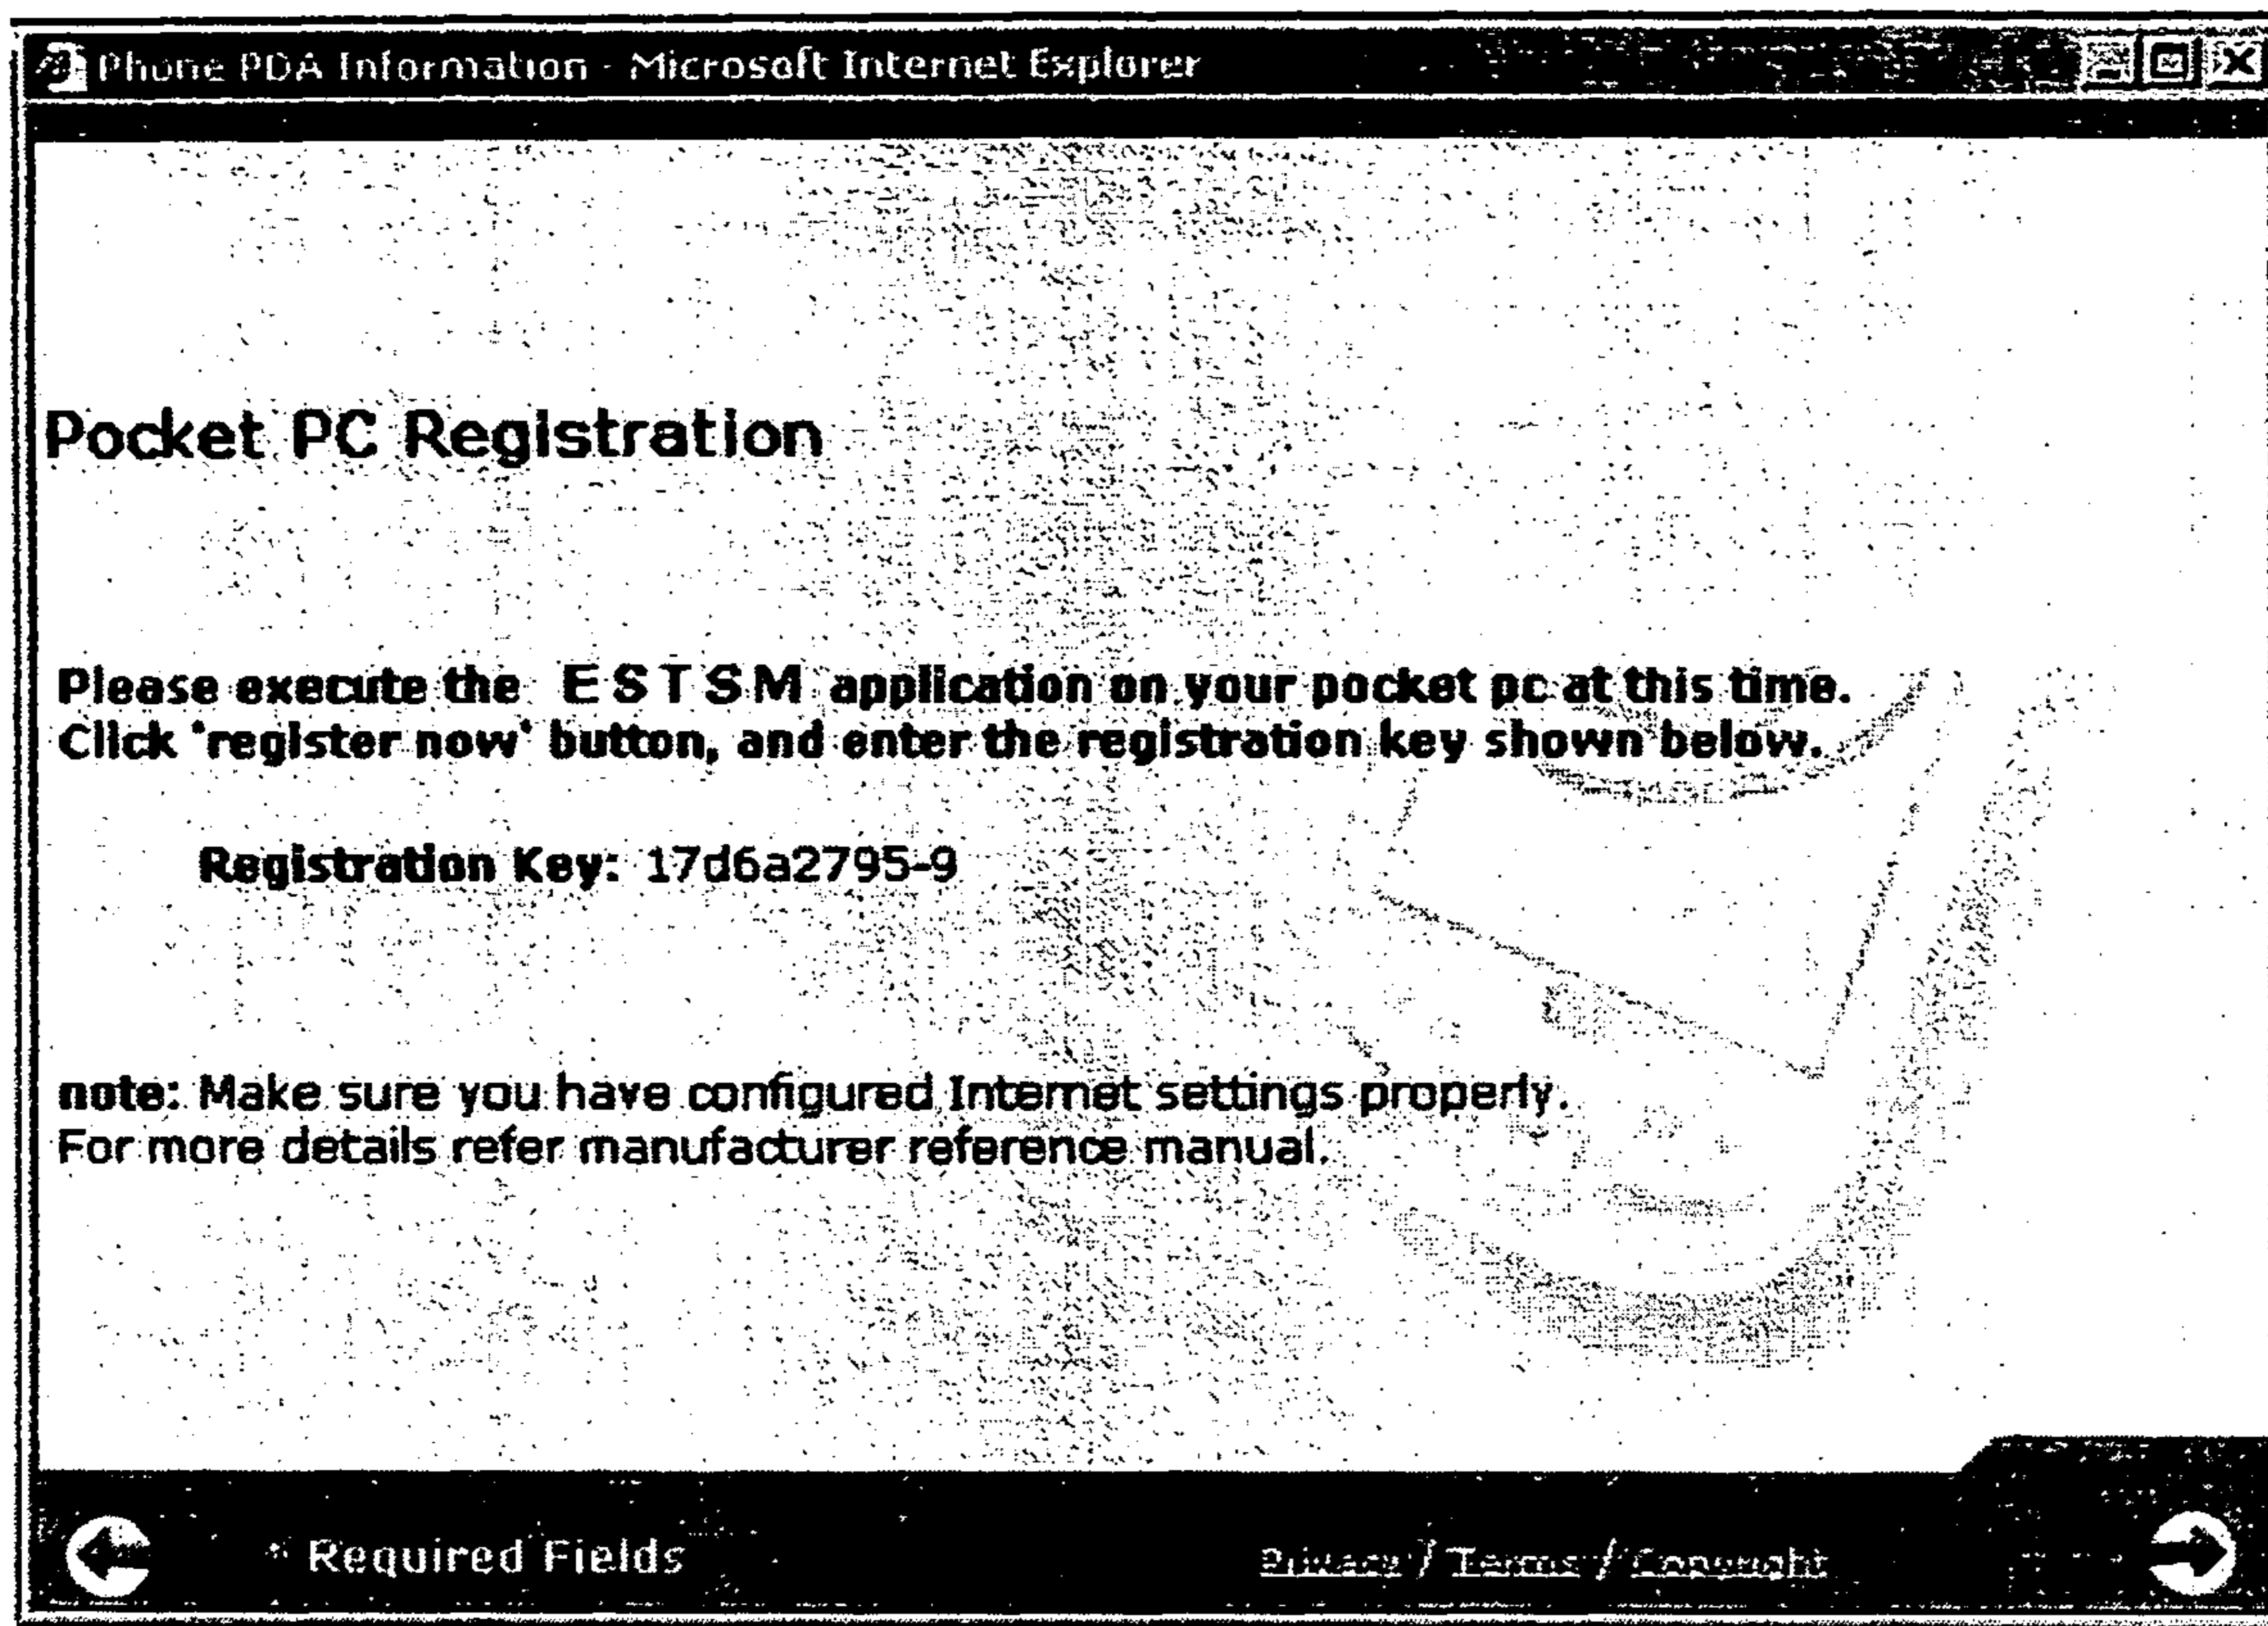 Phone PDA Information - Microsoft Internet Explorer
Pocket PC Registration
Please execute the ESTSM application on your pocket pc at this time.
Click 'register now' button, and enter the registration key shown below.
Registration Key: 17d6a2795-9
note: Make sure you have configured Internet settings properly.
For more details refer manufacturer reference manual.
* Required Fields
Privacy / Terms / Copyright